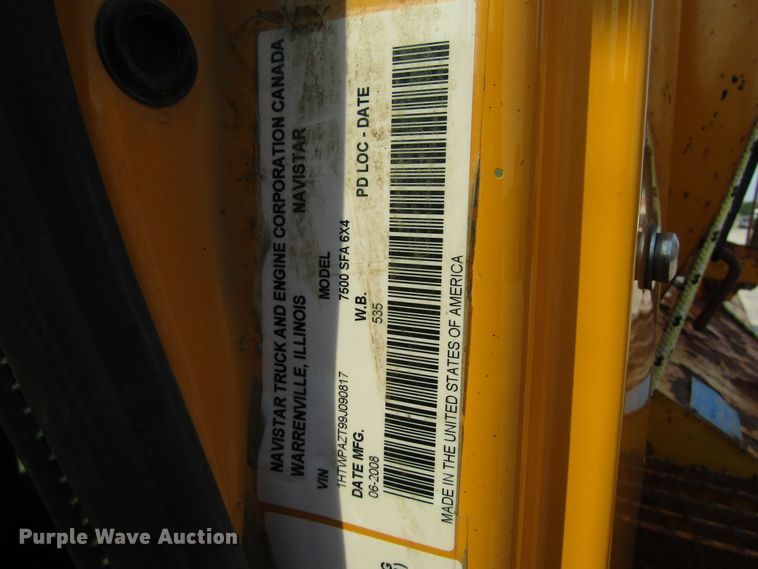 NAVISTAR TRUCK AND ENGINE CORPORATION CANADA
WARRENVILLE, ILLINOIS NAVISTAR
VIN MODEL
1HTWPAZT99J090817 7500 SFA 6X4
DATE MFG. W.B. PD LOC - DATE
06-2008 535
MADE IN THE UNITED STATES OF AMERICA
Purple Wave Auction